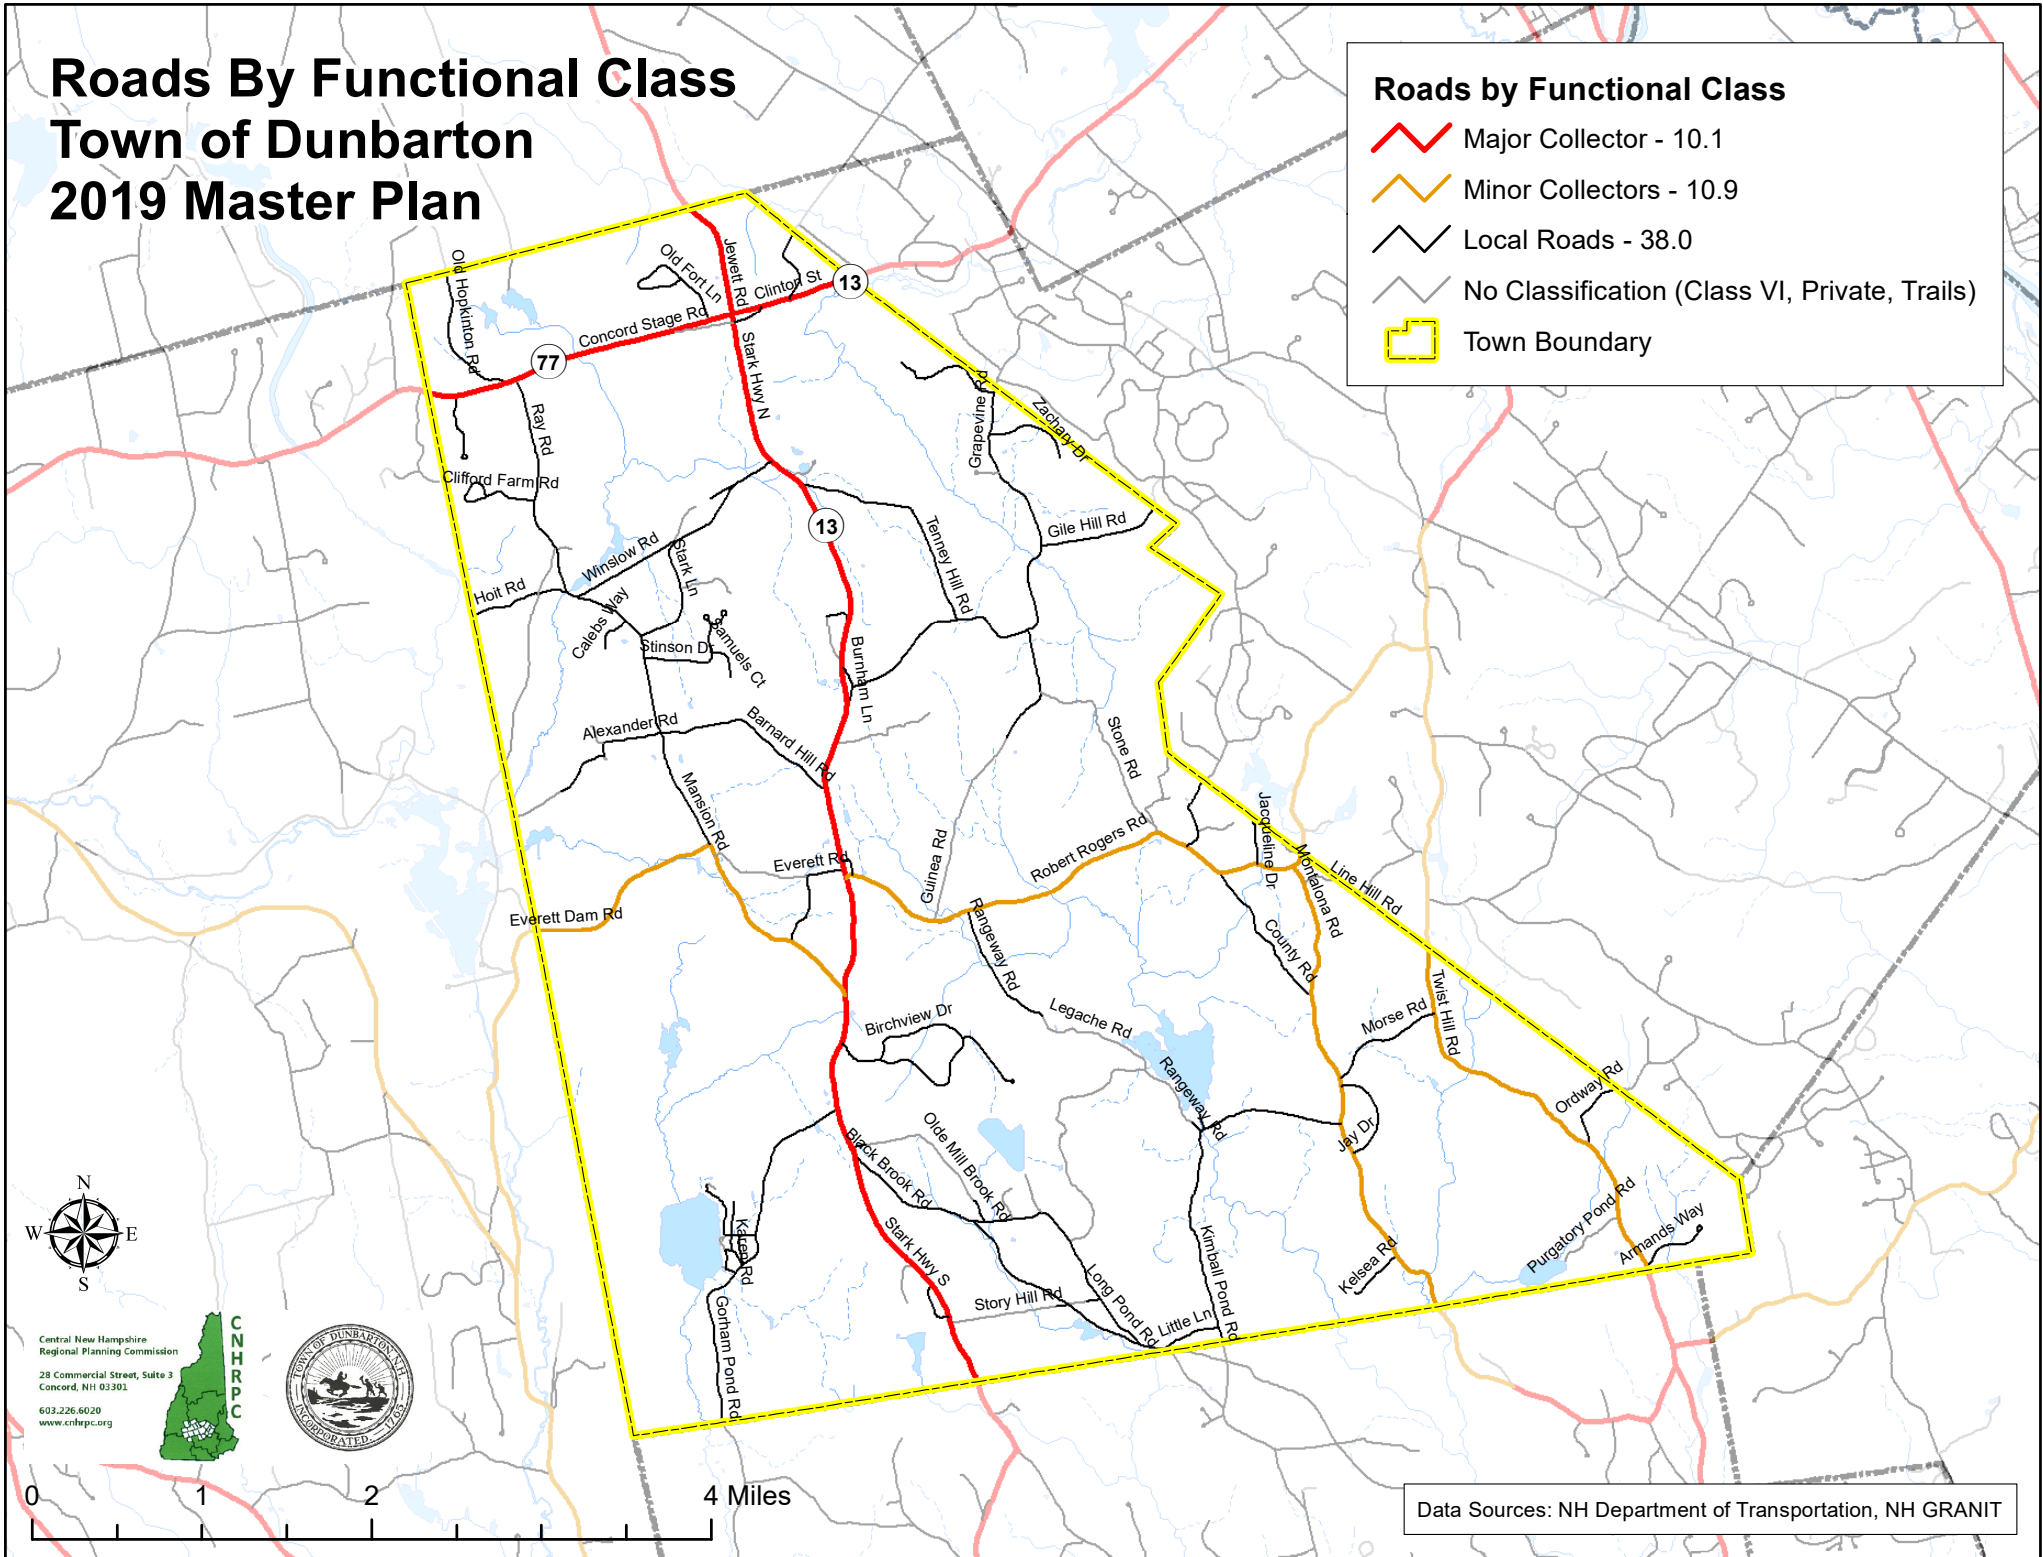 Roads By Functional Class
Town of Dunbarton
2019 Master Plan
Roads by Functional Class
Major Collector - 10.1
Minor Collectors - 10.9
Local Roads - 38.0
No Classification (Class VI, Private, Trails)
Town Boundary
Old Hopkinton Rd
Old Fort Ln
Jewett Rd
Clinton St
13
Concord Stage Rd
77
Stark Hwy N
Ray Rd
Grapevine Rd
Zachary Dr
Clifford Farm Rd
13
Tenney Hill Rd
Gile Hill Rd
Winslow Rd
Stark Ln
Hoit Rd
Calebs Way
Stinson Dr
Samuels Ct
Burnham Ln
Alexander Rd
Barnard Hill Rd
Stone Rd
Mansion Rd
Everett Rd
Guinea Rd
Robert Rogers Rd
Jacqueline Dr
Montalona Rd
Line Hill Rd
Everett Dam Rd
Rangeway Rd
County Rd
Twist Hill Rd
Birchview Dr
Legache Rd
Morse Rd
Rangeway Rd
Ordway Rd
Black Brook Rd
Olde Mill Brook Rd
Jay Dr
Karen Rd
Stark Hwy S
Kimball Pond Rd
Kelsea Rd
Purgatory Pond Rd
Armands Way
Gorham Pond Rd
Story Hill Rd
Long Pond Rd
Little Ln
N
W
E
S
Central New Hampshire
Regional Planning Commission
28 Commercial Street, Suite 3
Concord, NH 03301
603.226.6020
www.cnhrpc.org
CNHRPC
TOWN OF DUNBARTON, N.H.
INCORPORATED, 1765
0 1 2 4 Miles
Data Sources: NH Department of Transportation, NH GRANIT